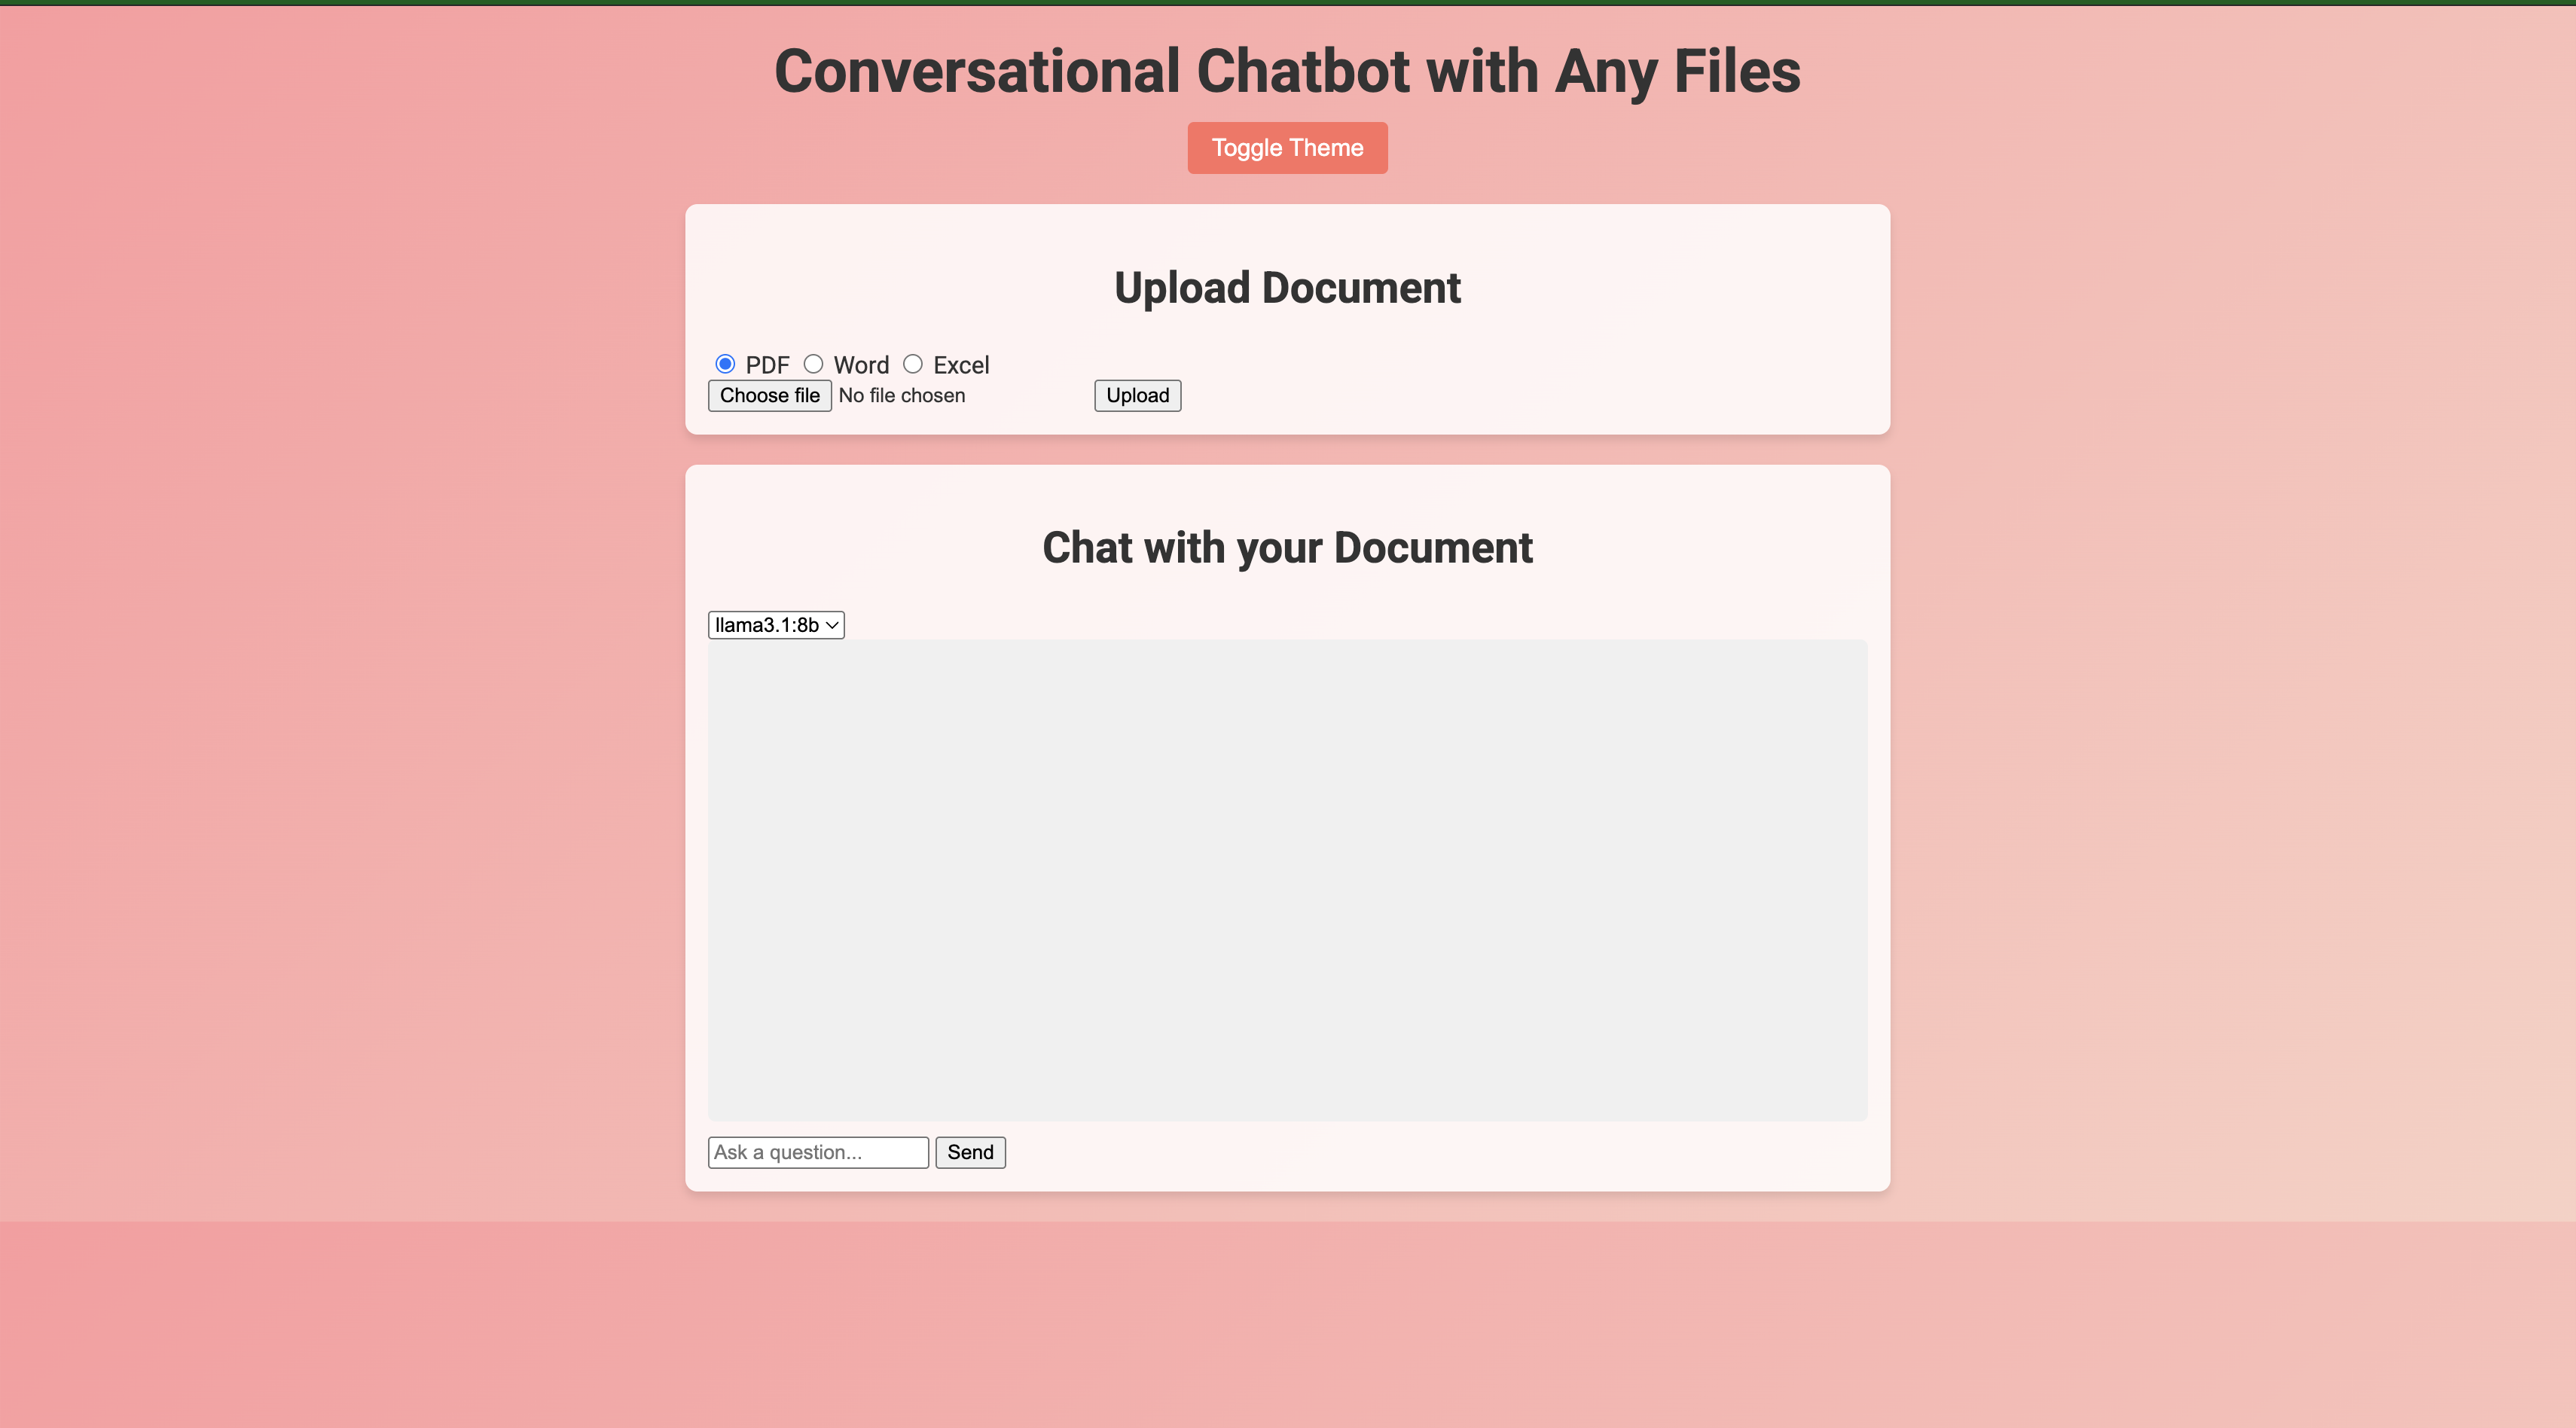 Conversational Chatbot with Any Files
Toggle Theme
Upload Document
PDF Word Excel
Choose file No file chosen Upload
Chat with your Document
llama3.1:8b
Ask a question... Send